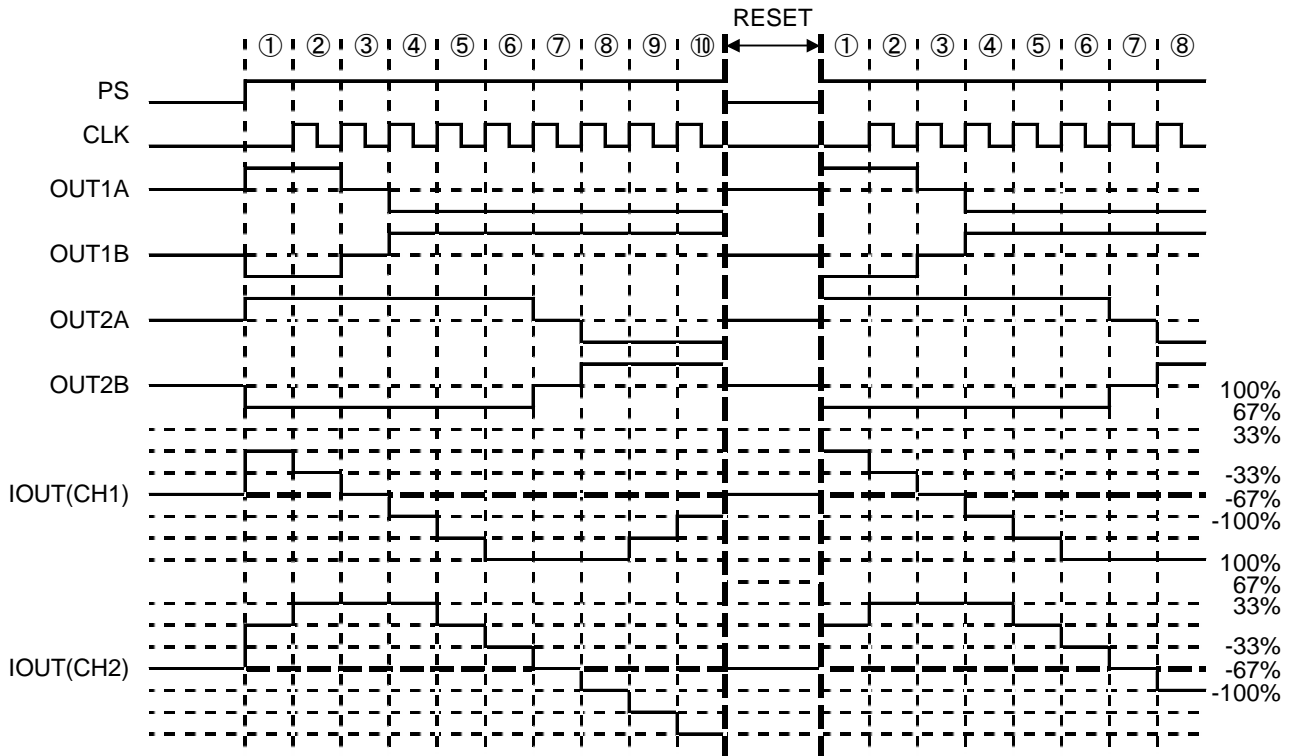 RESET
① ② ③ ④ ⑤ ⑥ ⑦ ⑧ ⑨ ⑩ ① ② ③ ④ ⑤ ⑥ ⑦ ⑧
PS
CLK
OUT1A
OUT1B
OUT2A
OUT2B
100%
67%
33%
IOUT(CH1)
-33%
-67%
-100%
100%
67%
33%
IOUT(CH2)
-33%
-67%
-100%